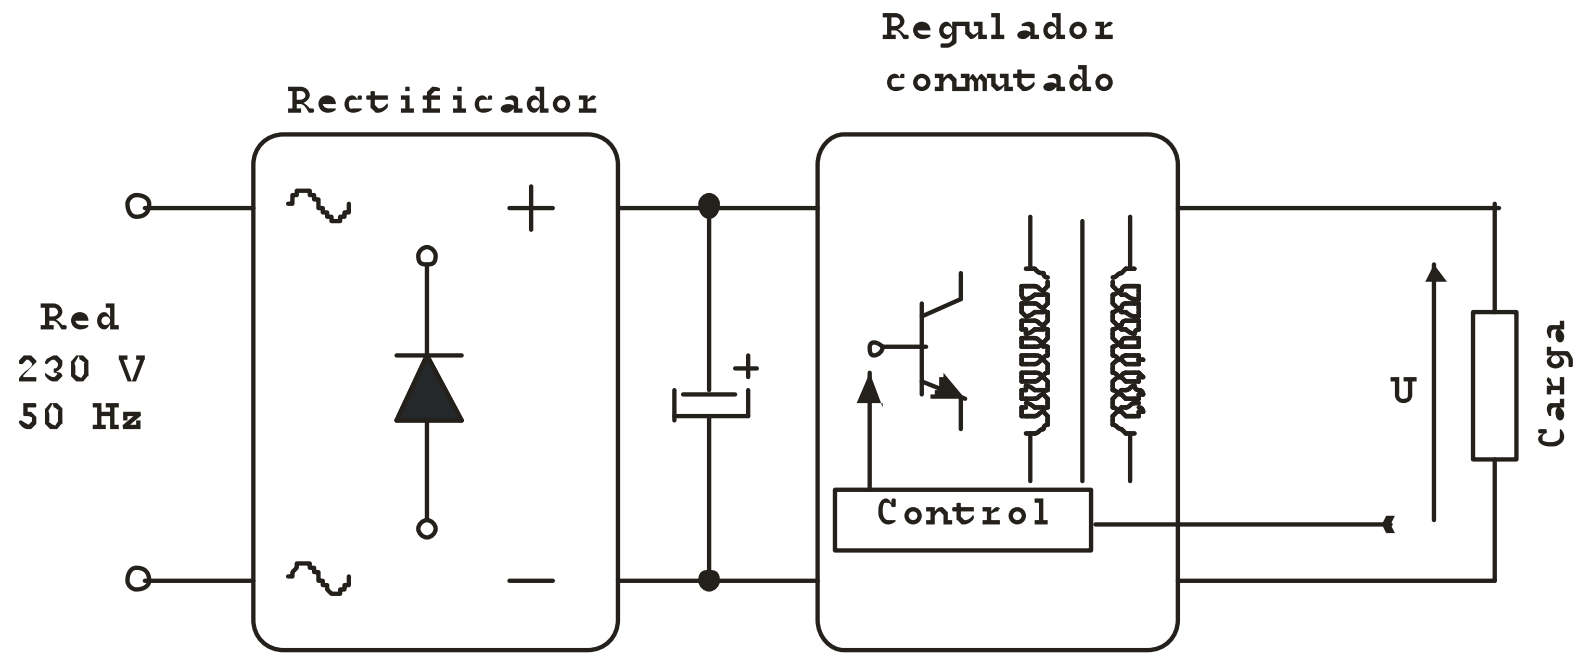 Regulador
conmutado
Rectificador
+
Red
230 V
50 Hz
+
U
Carga
Control
−